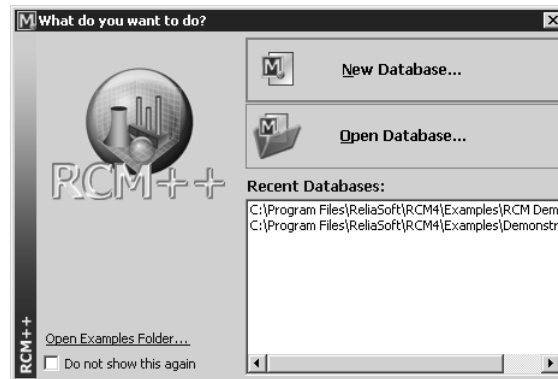 What do you want to do?
New Database...
Open Database...
RCM++
Recent Databases:
C:\Program Files\ReliaSoft\RCM4\Examples\RCM Dem
C:\Program Files\ReliaSoft\RCM4\Examples\Demonstr
Open Examples Folder...
Do not show this again
RCM++